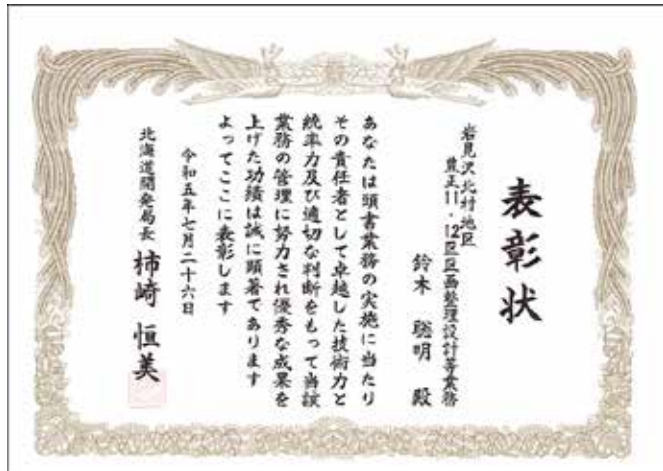 表彰状
岩見沢北村地区
豊正11・12区区画整理設計等業務
鈴木 聡明 殿
あなたは頭書業務の実施に当たり
その責任者として卓越した技術力と
統率力及び適切な判断をもって当該
業務の管理に努力され優秀な成果を
上げた功績は誠に顕著であります
よってここに表彰します
令和五年七月二十六日
北海道開発局長 柿崎 恒美